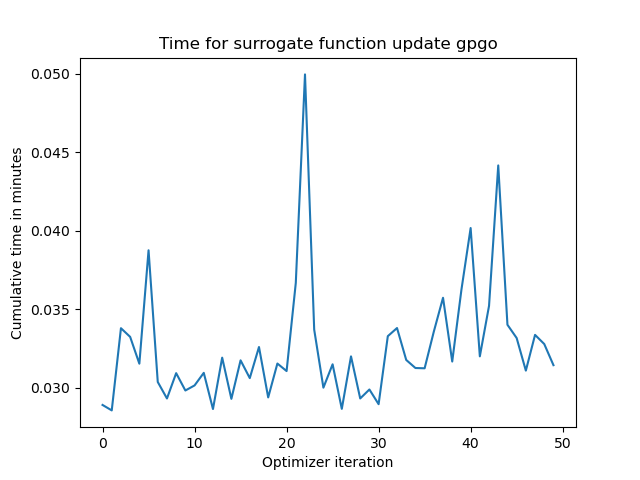 Time for surrogate function update gpgo
Cumulative time in minutes
0.050
0.045
0.040
0.035
0.030
0 10 20 30 40 50
Optimizer iteration